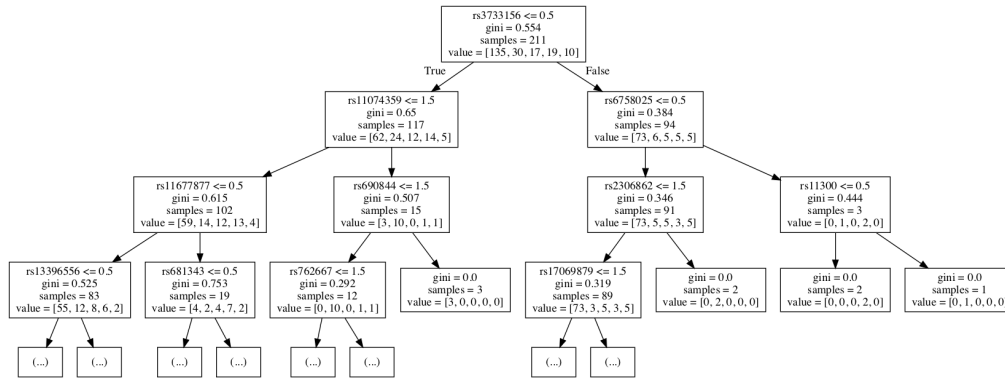 rs3733156 <= 0.5
gini = 0.554
samples = 211
value = [135, 30, 17, 19, 10]
True
False
rs11074359 <= 1.5
gini = 0.65
samples = 117
value = [62, 24, 12, 14, 5]
rs6758025 <= 0.5
gini = 0.384
samples = 94
value = [73, 6, 5, 5, 5]
rs11677877 <= 0.5
gini = 0.615
samples = 102
value = [59, 14, 12, 13, 4]
rs690844 <= 1.5
gini = 0.507
samples = 15
value = [3, 10, 0, 1, 1]
rs2306862 <= 1.5
gini = 0.346
samples = 91
value = [73, 5, 5, 3, 5]
rs11300 <= 0.5
gini = 0.444
samples = 3
value = [0, 1, 0, 2, 0]
rs13396556 <= 0.5
gini = 0.525
samples = 83
value = [55, 12, 8, 6, 2]
rs681343 <= 0.5
gini = 0.753
samples = 19
value = [4, 2, 4, 7, 2]
rs762667 <= 1.5
gini = 0.292
samples = 12
value = [0, 10, 0, 1, 1]
gini = 0.0
samples = 3
value = [3, 0, 0, 0, 0]
rs17069879 <= 1.5
gini = 0.319
samples = 89
value = [73, 3, 5, 3, 5]
gini = 0.0
samples = 2
value = [0, 2, 0, 0, 0]
gini = 0.0
samples = 2
value = [0, 0, 0, 2, 0]
gini = 0.0
samples = 1
value = [0, 1, 0, 0, 0]
(...)
(...)
(...)
(...)
(...)
(...)
(...)
(...)